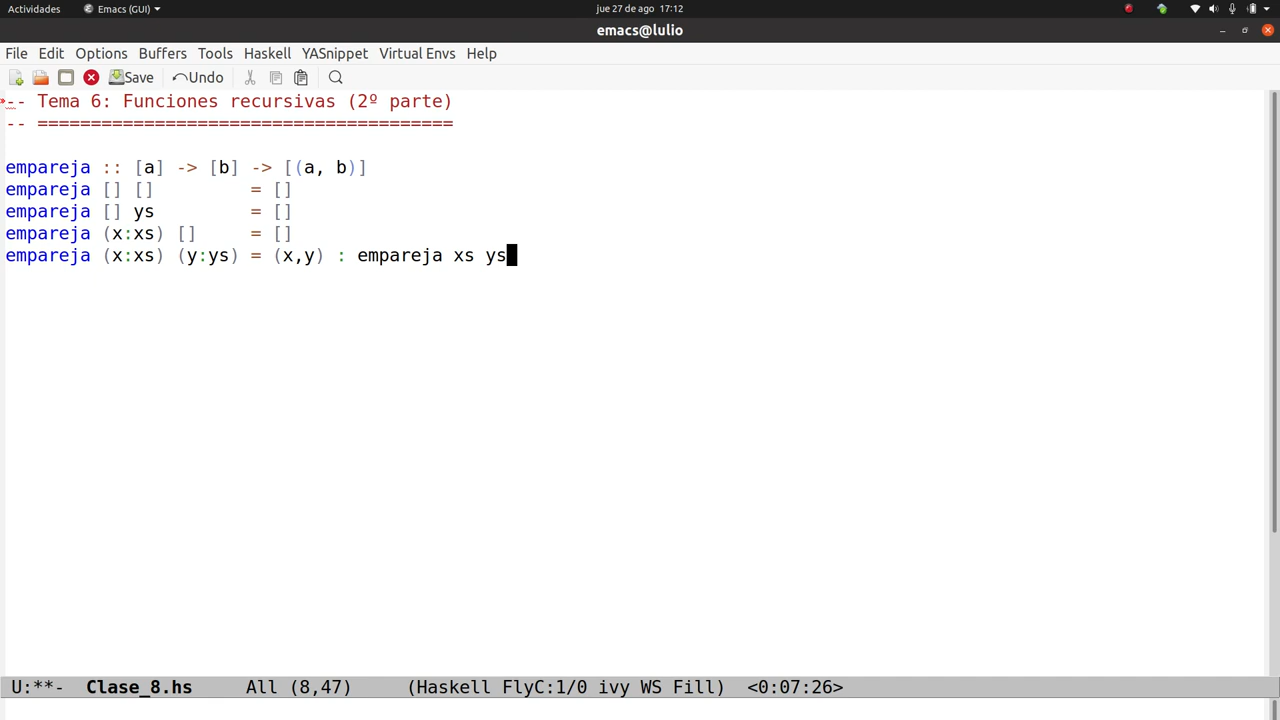 Actividades Emacs (GUI) jue 27 de ago 17:12
emacs@lulio
File Edit Options Buffers Tools Haskell YASnippet Virtual Envs Help
Save Undo
-- Tema 6: Funciones recursivas (2º parte)
-- =======================================
empareja :: [a] -> [b] -> [(a, b)]
empareja [] [] = []
empareja [] ys = []
empareja (x:xs) [] = []
empareja (x:xs) (y:ys) = (x,y) : empareja xs ys
U:**- Clase_8.hs All (8,47) (Haskell FlyC:1/0 ivy WS Fill) <0:07:26>